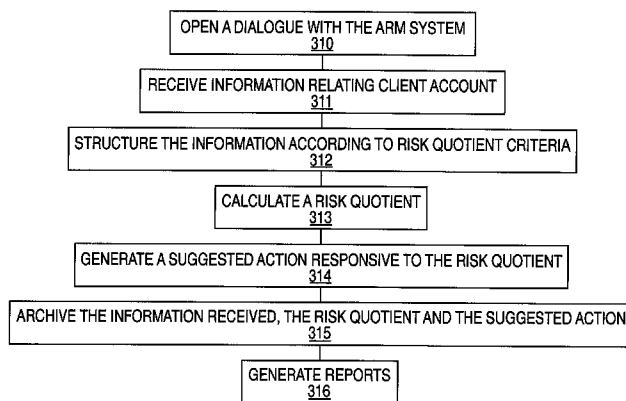 OPEN A DIALOGUE WITH THE ARM SYSTEM
310
RECEIVE INFORMATION RELATING CLIENT ACCOUNT
311
STRUCTURE THE INFORMATION ACCORDING TO RISK QUOTIENT CRITERIA
312
CALCULATE A RISK QUOTIENT
313
GENERATE A SUGGESTED ACTION RESPONSIVE TO THE RISK QUOTIENT
314
ARCHIVE THE INFORMATION RECEIVED, THE RISK QUOTIENT AND THE SUGGESTED ACTION
315
GENERATE REPORTS
316